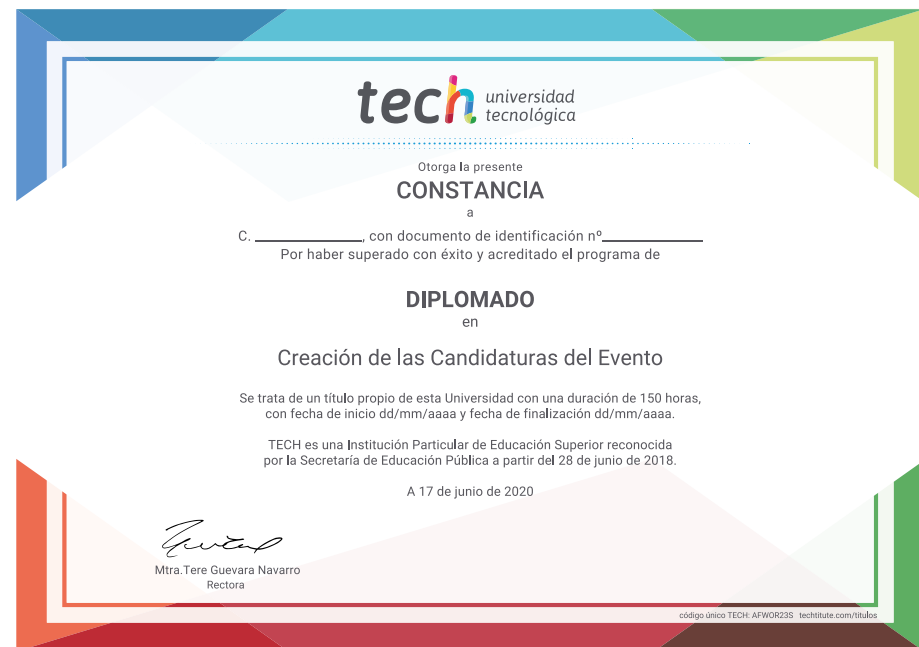 tech universidad
tecnológica
Otorga la presente
CONSTANCIA
a
C. ____________, con documento de identificación nº____________
Por haber superado con éxito y acreditado el programa de
DIPLOMADO
en
Creación de las Candidaturas del Evento
Se trata de un título propio de esta Universidad con una duración de 150 horas,
con fecha de inicio dd/mm/aaaa y fecha de finalización dd/mm/aaaa.
TECH es una Institución Particular de Educación Superior reconocida
por la Secretaría de Educación Pública a partir del 28 de junio de 2018.
A 17 de junio de 2020
Mtra.Tere Guevara Navarro
Rectora
código único TECH: AFWOR23S techtitute.com/titulos